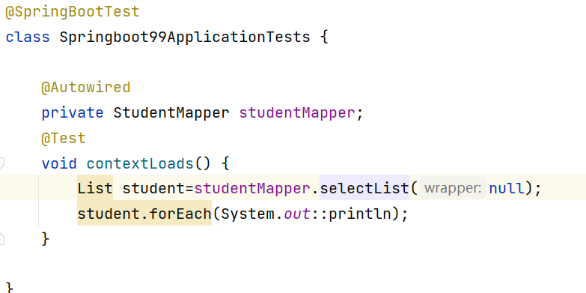 @SpringBootTest
class Springboot99ApplicationTests {
@Autowired
private StudentMapper studentMapper;
@Test
void contextLoads() {
List student=studentMapper.selectList( wrapper: null);
student.forEach(System.out::println);
}
}